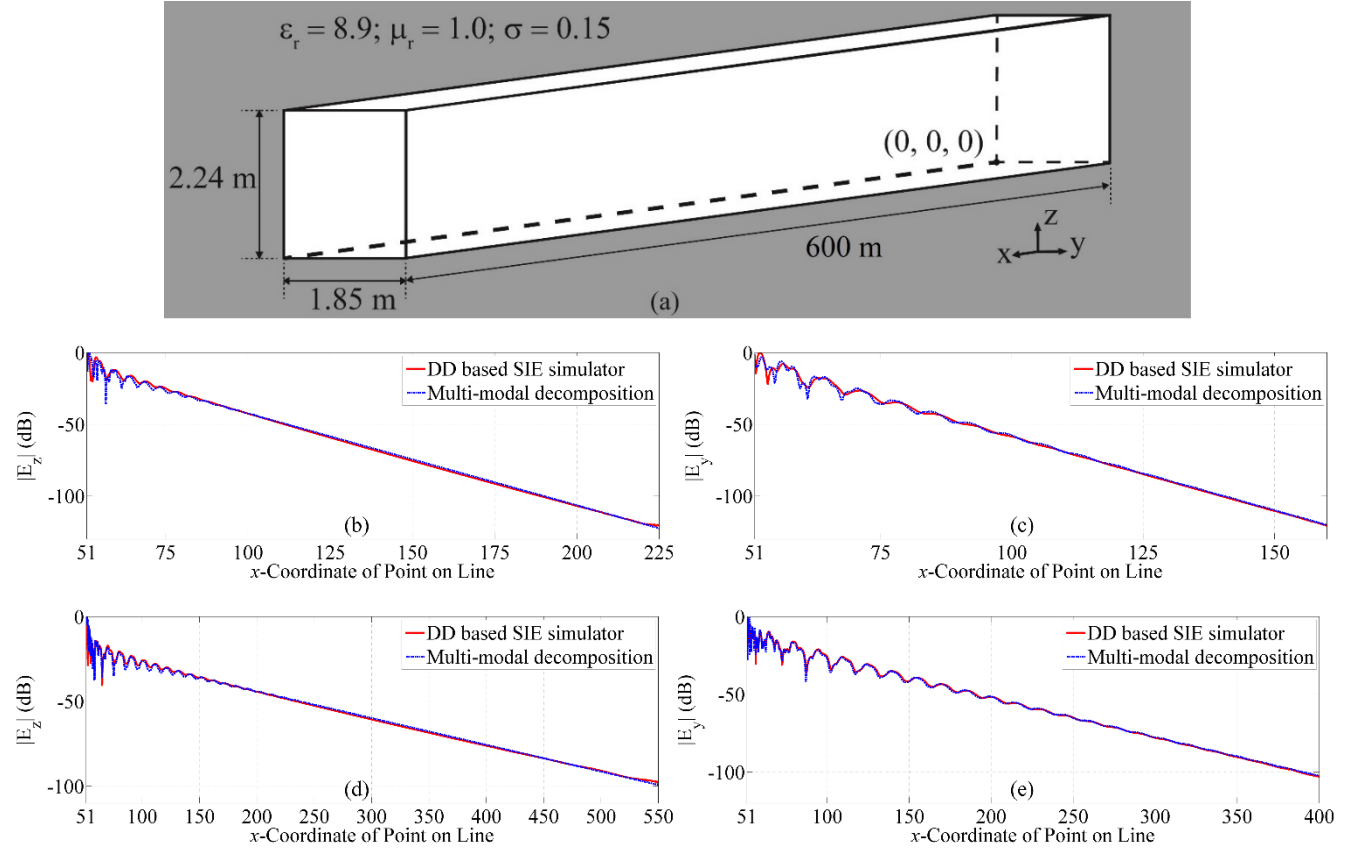 εr = 8.9; μr = 1.0; σ = 0.15
(0, 0, 0)
2.24 m
z
x
y
600 m
1.85 m
(a)
0
-50
-100
|Ez| (dB)
DD based SIE simulator
Multi-modal decomposition
(b)
51 75 100 125 150 175 200 225
x-Coordinate of Point on Line
0
-50
-100
|Ey| (dB)
DD based SIE simulator
Multi-modal decomposition
(c)
51 75 100 125 150
x-Coordinate of Point on Line
0
-50
-100
|Ez| (dB)
DD based SIE simulator
Multi-modal decomposition
(d)
51 100 150 200 250 300 350 400 450 500 550
x-Coordinate of Point on Line
0
-50
-100
|Ey| (dB)
DD based SIE simulator
Multi-modal decomposition
(e)
51 100 150 200 250 300 350 400
x-Coordinate of Point on Line